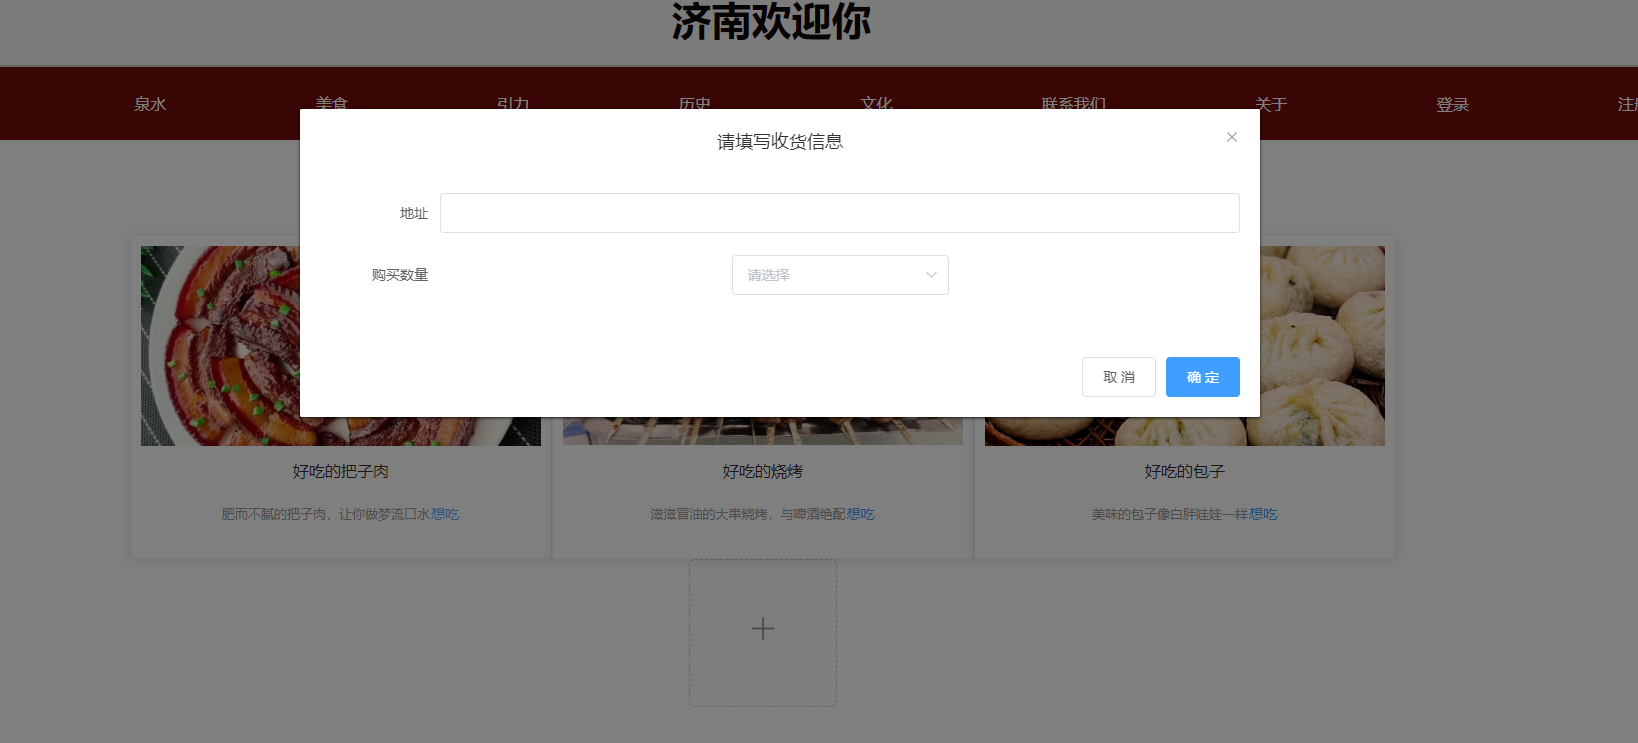 济南欢迎你
泉水 美食 引力 历史 文化 联系我们 关于 登录 注册
请填写收货信息
地址
购买数量 请选择
取 消 确 定
好吃的把子肉 好吃的烧烤 好吃的包子
肥而不腻的把子肉，让你做梦流口水想吃 滋滋冒油的大串烧烤，与啤酒绝配想吃 美味的包子像白胖娃娃一样想吃